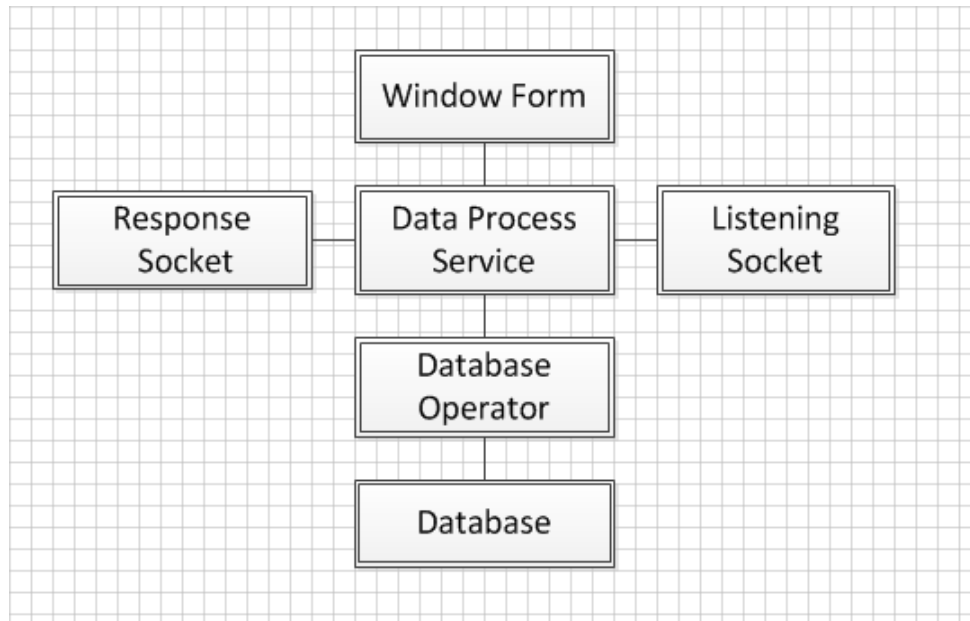 Window Form
Response
Socket
Data Process
Service
Listening
Socket
Database
Operator
Database